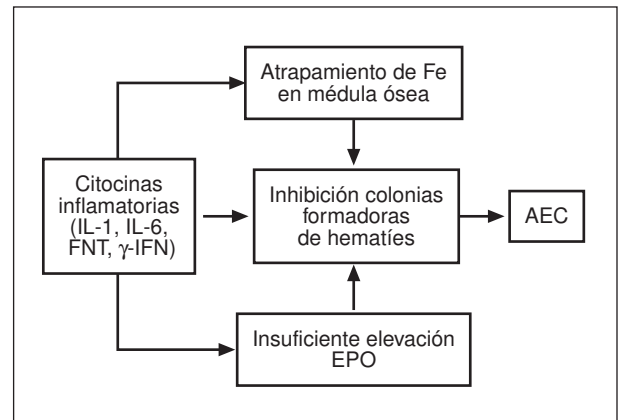 Atrapamiento de Fe
en médula ósea
Citocinas
inflamatorias
(IL-1, IL-6,
FNT, γ-IFN)
Inhibición colonias
formadoras
de hematíes
AEC
Insuficiente elevación
EPO